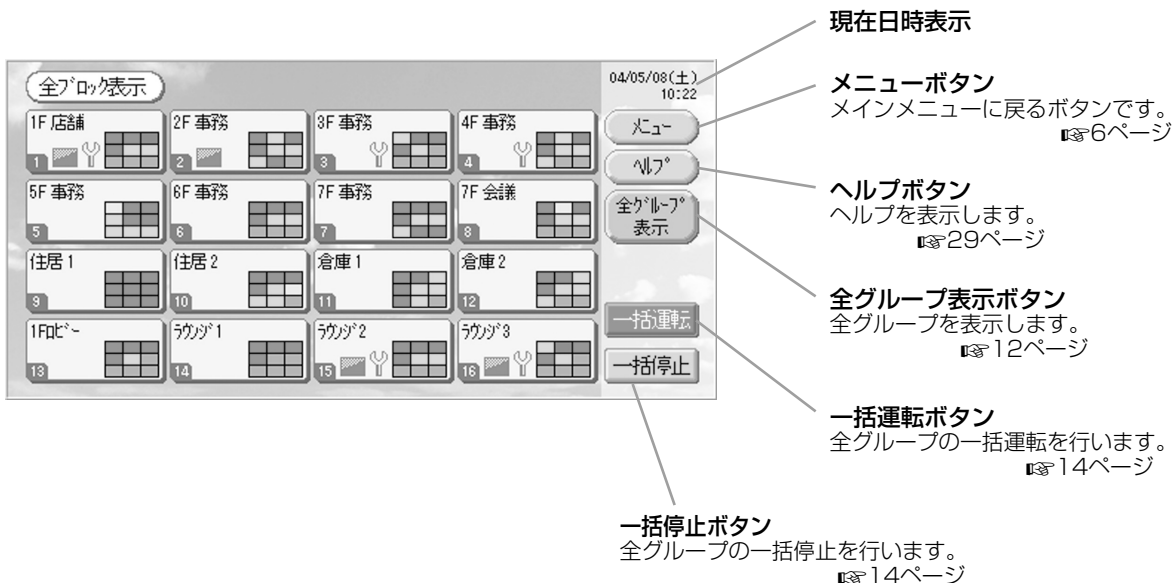 現在日時表示
全ブロック表示
04/05/08(土)
10:22
メニューボタン
メインメニューに戻るボタンです。
☞6ページ
1F 店舗
2F 事務
3F 事務
4F 事務
メニュー
1
2
3
4
ヘルプ
ヘルプボタン
ヘルプを表示します。
☞29ページ
5F 事務
6F 事務
7F 事務
7F 会議
全グループ
表示
5
6
7
8
住居 1
住居 2
倉庫 1
倉庫 2
9
10
11
12
全グループ表示ボタン
全グループを表示します。
☞12ページ
一括運転
1Fロビー
ラウンジ1
ラウンジ2
ラウンジ3
13
14
15
16
一括停止
一括運転ボタン
全グループの一括運転を行います。
☞14ページ
一括停止ボタン
全グループの一括停止を行います。
☞14ページ